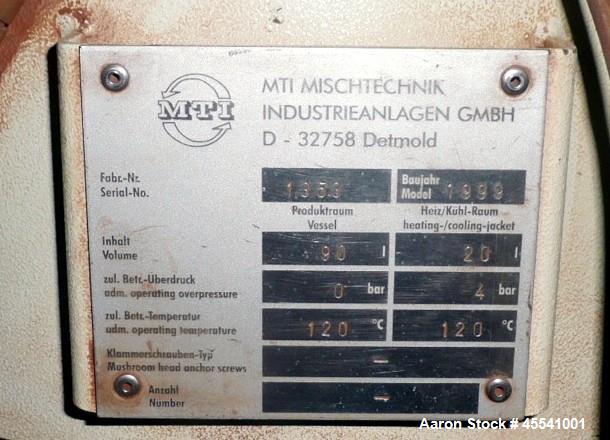 MTI
MTI MISCHTECHNIK
INDUSTRIEANLAGEN GMBH
D - 32758 Detmold
Fabr.-Nr.
Serial-No.
1353
Baujahr
Model
1999
Produktraum
Vessel
Heiz/Kühl-Raum
heating-/cooling-jacket
Inhalt
Volume
90 l
20 l
zul. Betr.-Überdruck
adm. operating overpressure
0 bar
4 bar
zul. Betr.-Temperatur
adm. operating temperature
120 °C
120 °C
Klammerschrauben-Typ
Mushroom head anchor screws
-
Anzahl
Number
-
Aaron Stock # 45541001